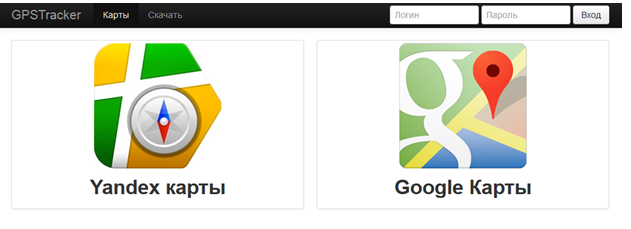 GPSTracker Карты Скачать Логин Пароль Вход
Yandex карты
Google Карты